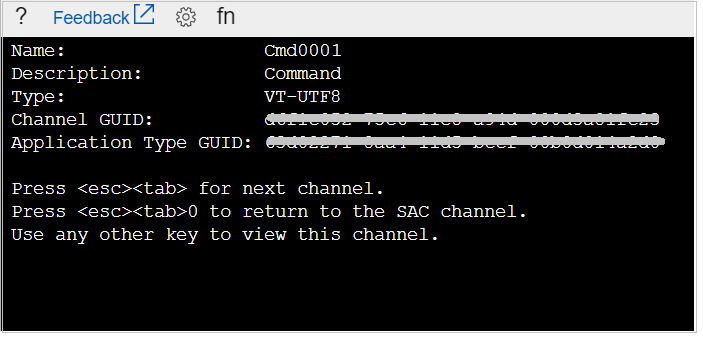 ? Feedback fn
Name: Cmd0001
Description: Command
Type: VT-UTF8
Channel GUID:
Application Type GUID:
Press <esc><tab> for next channel.
Press <esc><tab>0 to return to the SAC channel.
Use any other key to view this channel.